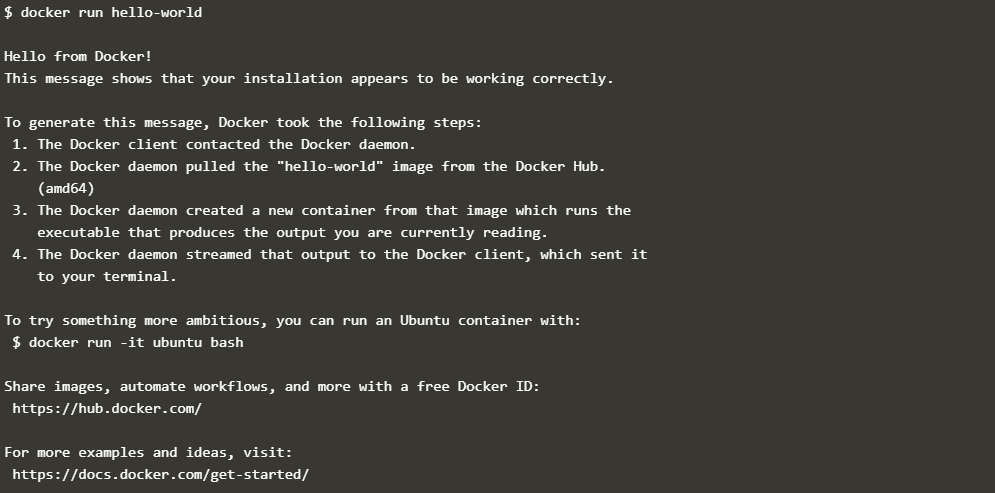 $ docker run hello-world
Hello from Docker!
This message shows that your installation appears to be working correctly.
To generate this message, Docker took the following steps:
1. The Docker client contacted the Docker daemon.
2. The Docker daemon pulled the "hello-world" image from the Docker Hub.
(amd64)
3. The Docker daemon created a new container from that image which runs the
executable that produces the output you are currently reading.
4. The Docker daemon streamed that output to the Docker client, which sent it
to your terminal.
To try something more ambitious, you can run an Ubuntu container with:
$ docker run -it ubuntu bash
Share images, automate workflows, and more with a free Docker ID:
https://hub.docker.com/
For more examples and ideas, visit:
https://docs.docker.com/get-started/